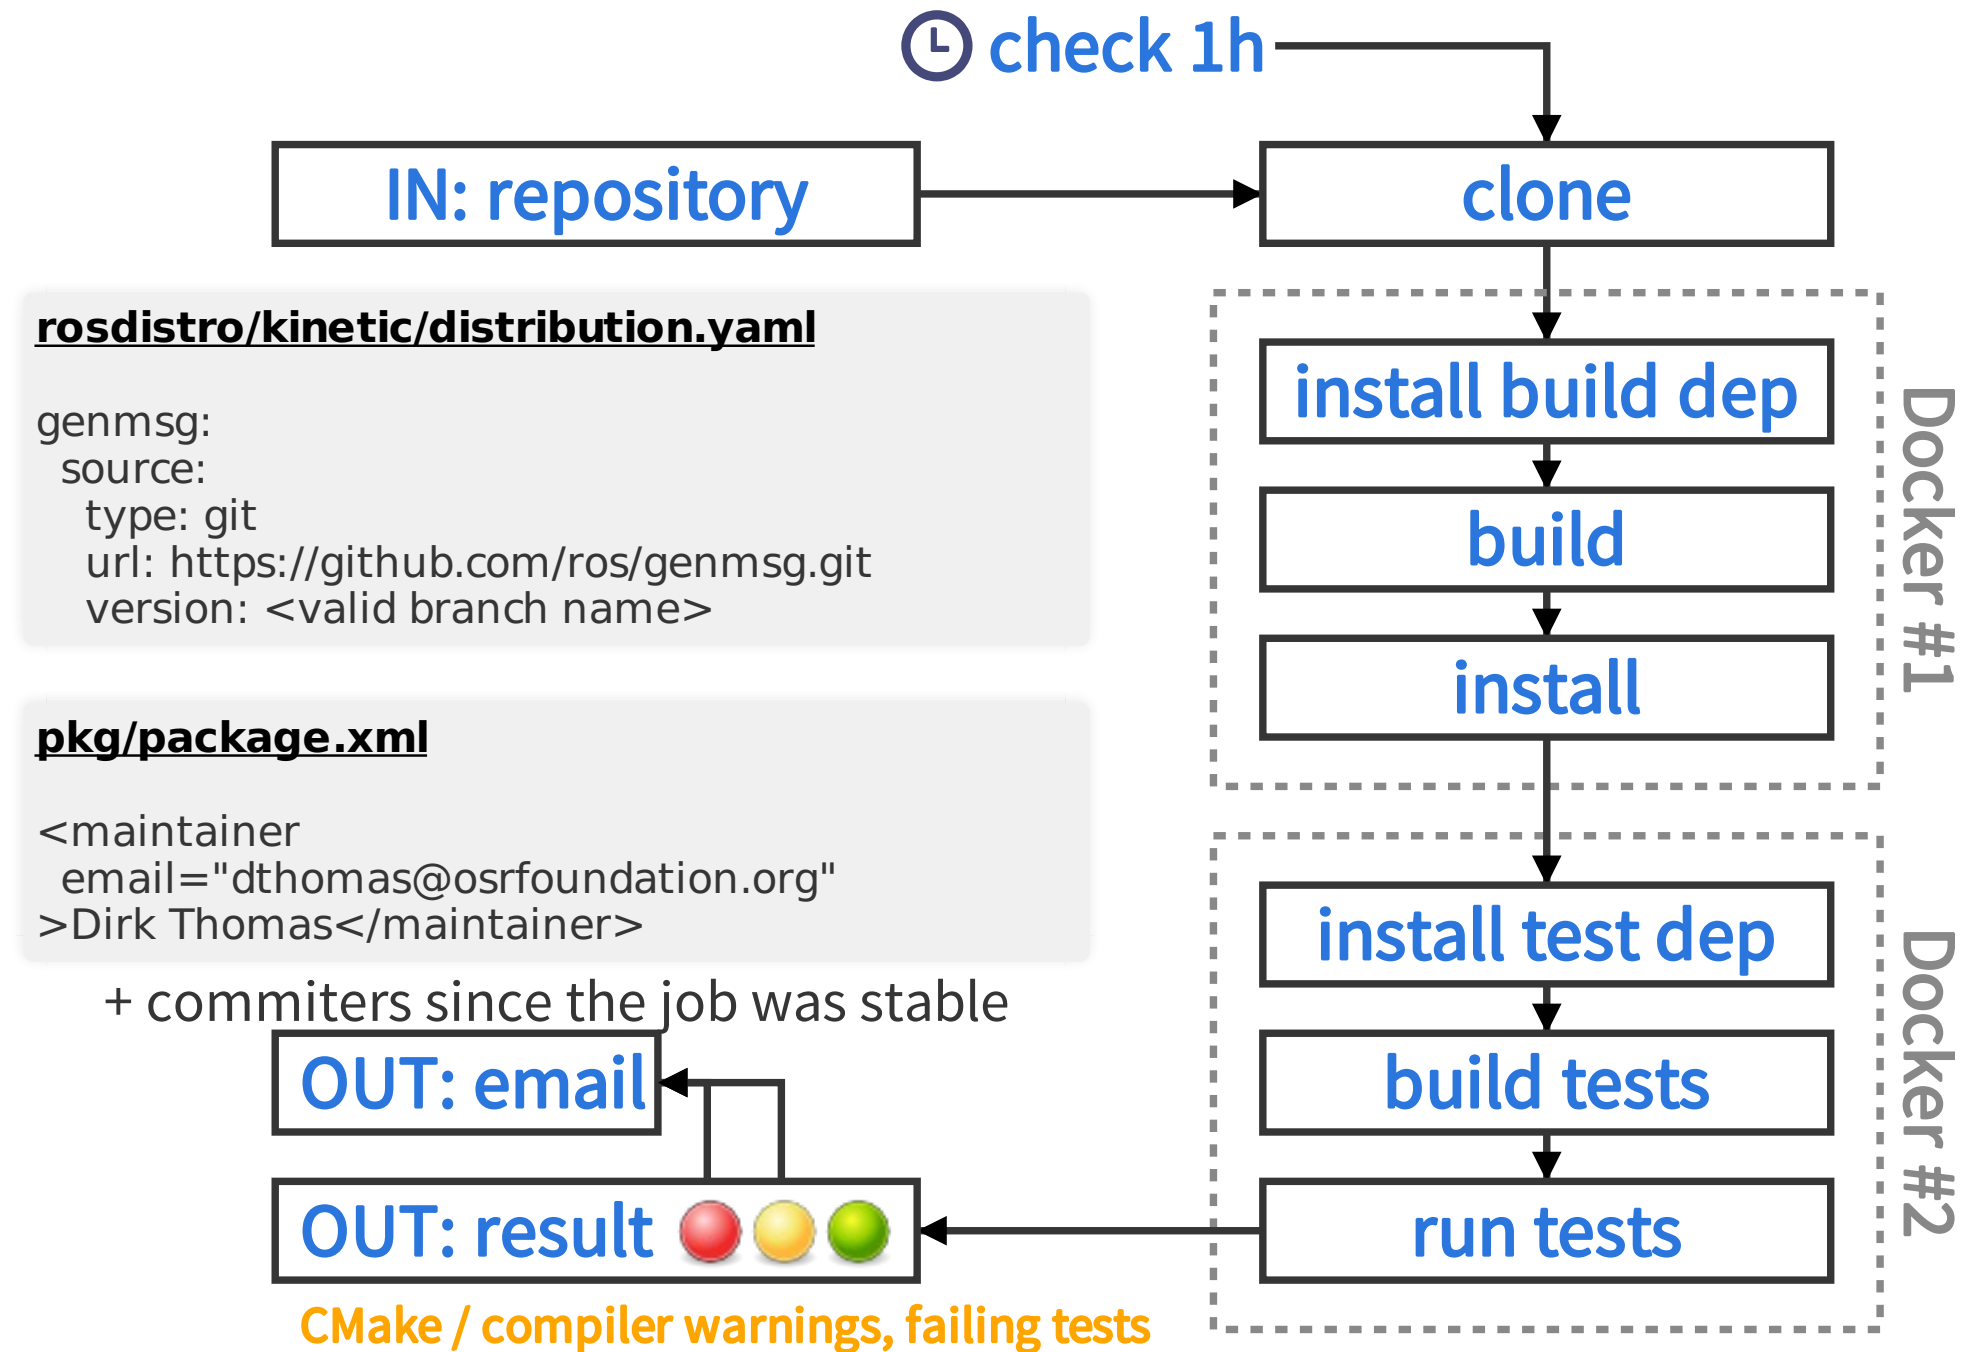 check 1h
IN: repository
clone
rosdistro/kinetic/distribution.yaml
genmsg:
source:
type: git
url: https://github.com/ros/genmsg.git
version: <valid branch name>
install build dep
build
install
Docker #1
pkg/package.xml
<maintainer
email="dthomas@osrfoundation.org"
>Dirk Thomas</maintainer>
+ commiters since the job was stable
install test dep
build tests
run tests
Docker #2
OUT: email
OUT: result
CMake / compiler warnings, failing tests